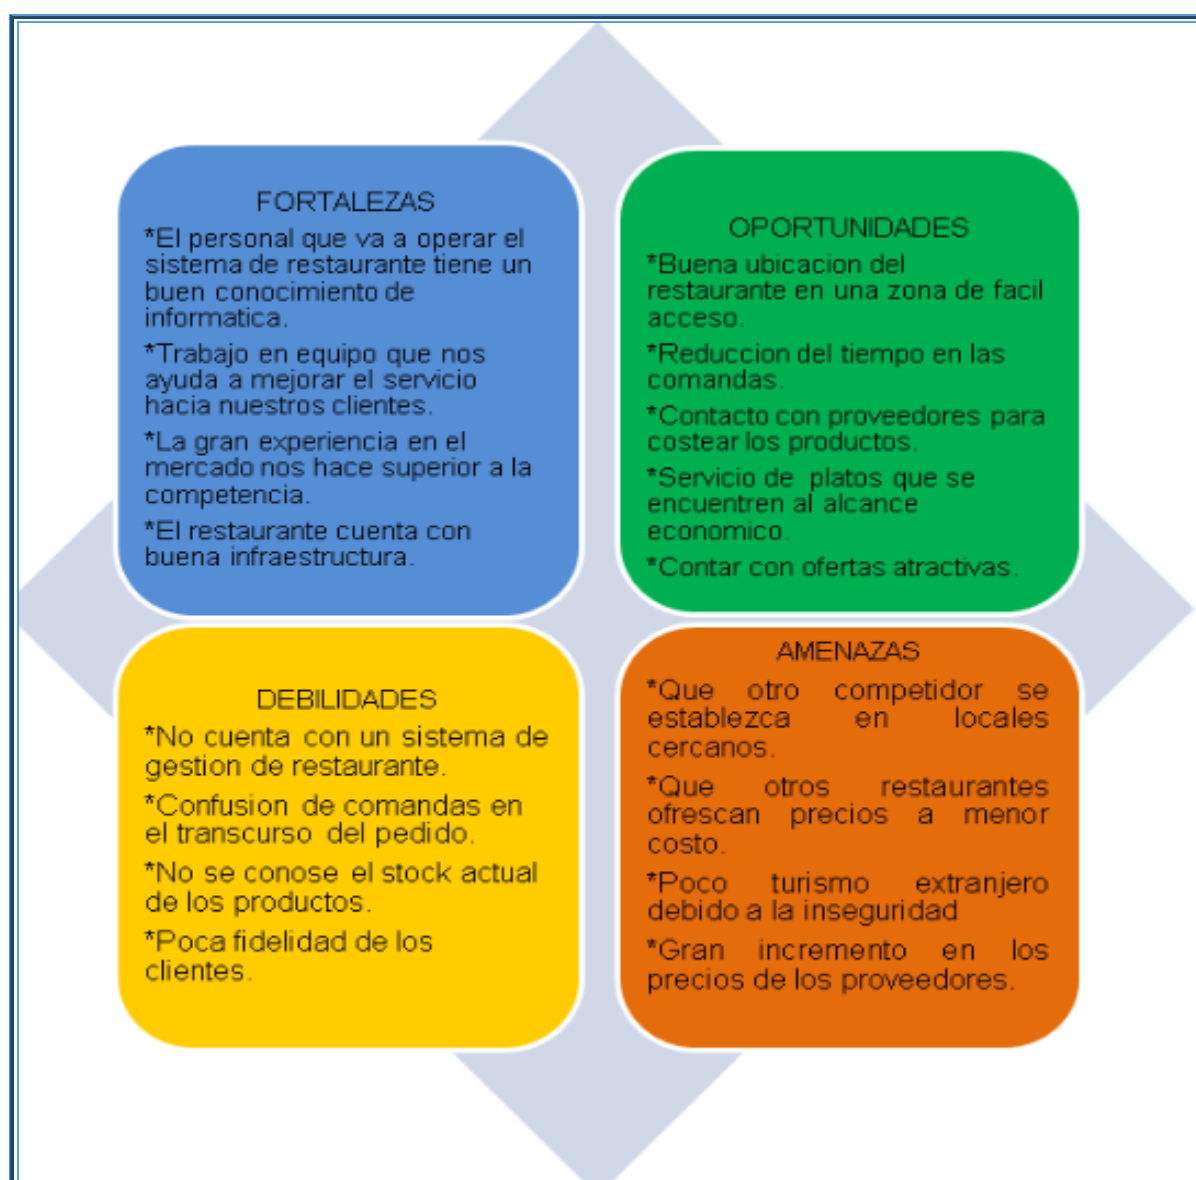 FORTALEZAS
*El personal que va a operar el
sistema de restaurante tiene un
buen conocimiento de
informatica.
*Trabajo en equipo que nos
ayuda a mejorar el servicio
hacia nuestros clientes.
*La gran experiencia en el
mercado nos hace superior a la
competencia.
*El restaurante cuenta con
buena infraestructura.
OPORTUNIDADES
*Buena ubicacion del
restaurante en una zona de facil
acceso.
*Reduccion del tiempo en las
comandas.
*Contacto con proveedores para
costear los productos.
*Servicio de platos que se
encuentren al alcance
economico.
*Contar con ofertas atractivas.
DEBILIDADES
*No cuenta con un sistema de
gestion de restaurante.
*Confusion de comandas en
el transcurso del pedido.
*No se conose el stock actual
de los productos.
*Poca fidelidad de los
clientes.
AMENAZAS
*Que otro competidor se
establezca en locales
cercanos.
*Que otros restaurantes
ofrescan precios a menor
costo.
*Poco turismo extranjero
debido a la inseguridad
*Gran incremento en los
precios de los proveedores.